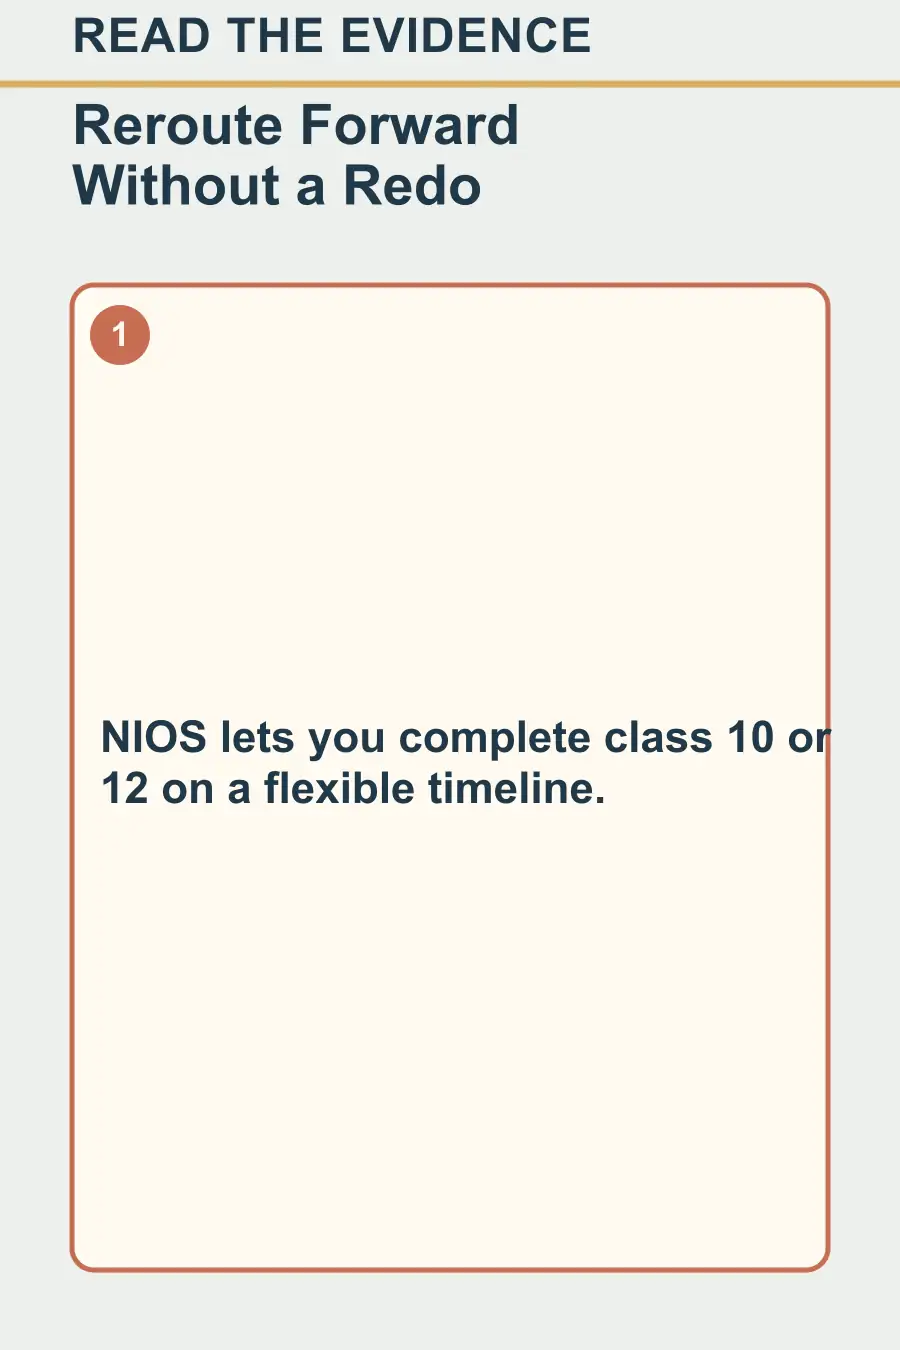 READ THE EVIDENCE
Reroute Forward
Without a Redo
1
NIOS lets you complete class 10 or
12 on a flexible timeline.